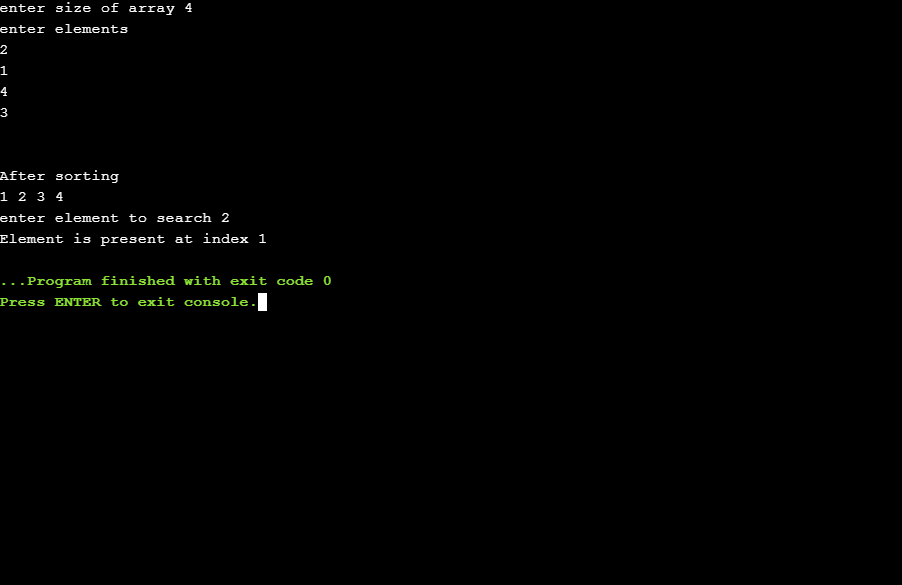 enter size of array 4
enter elements
2
1
4
3
After sorting
1 2 3 4
enter element to search 2
Element is present at index 1
...Program finished with exit code 0
Press ENTER to exit console.